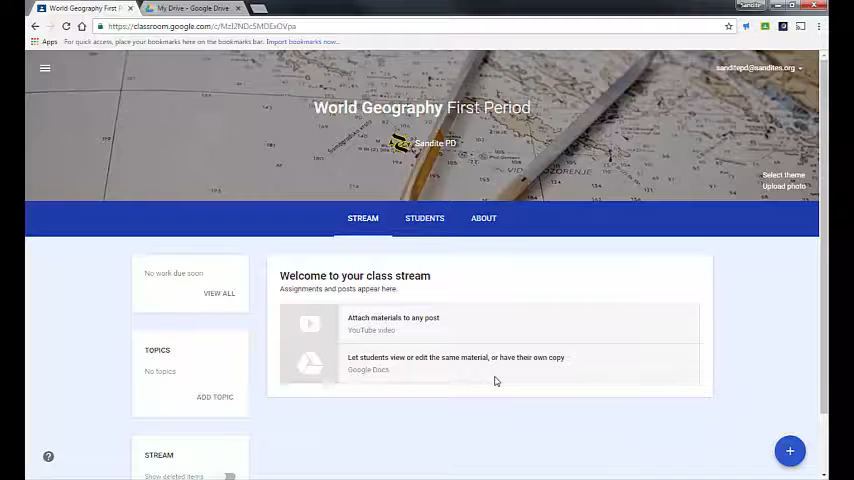 Sandite
World Geography First P
My Drive - Google Drive
https://classroom.google.com/c/MzI2NDc5MDExOVpa
Apps For quick access, place your bookmarks here on the bookmarks bar. Import bookmarks now...
sanditepd@sandites.org
World Geography First Period
Sandite PD
Select theme
Upload photo
STREAM STUDENTS ABOUT
No work due soon
VIEW ALL
Welcome to your class stream
Assignments and posts appear here.
Attach materials to any post
YouTube video
Let students view or edit the same material, or have their own copy
Google Docs
TOPICS
No topics
ADD TOPIC
STREAM
Show deleted items